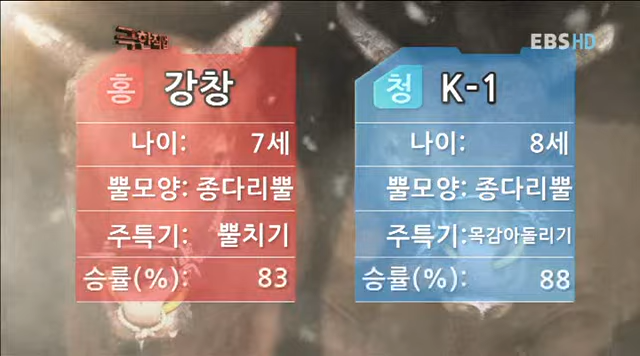 극한직업
EBS HD
홍 강창
나이: 7세
뿔모양: 종다리뿔
주특기: 뿔치기
승률(%): 83
청 K-1
나이: 8세
뿔모양: 종다리뿔
주특기:목감아돌리기
승률(%): 88